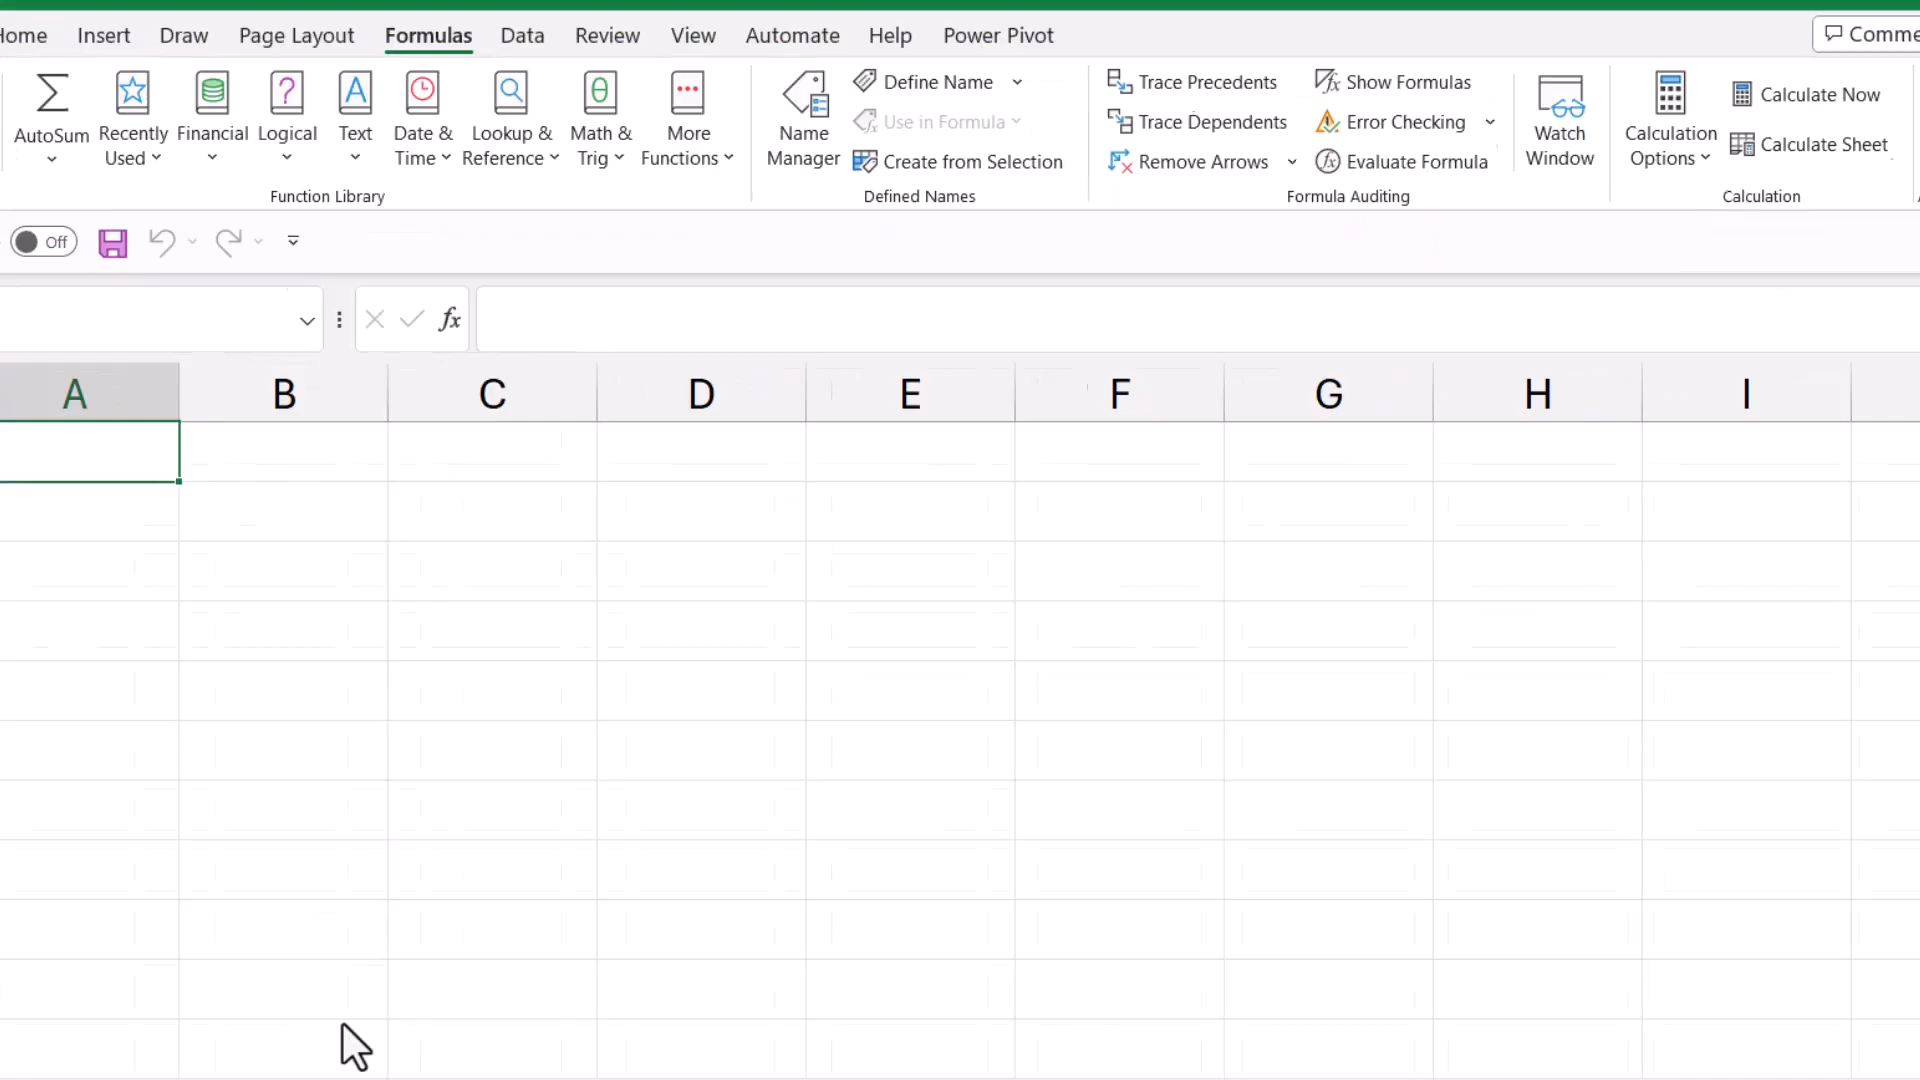 Home Insert Draw Page Layout Formulas Data Review View Automate Help Power Pivot Comme
AutoSum
Recently
Used
Financial
Logical
Text
Date &
Time
Lookup &
Reference
Math &
Trig
More
Functions
Function Library
Name
Manager
Define Name
Use in Formula
Create from Selection
Defined Names
Trace Precedents
Trace Dependents
Remove Arrows
Show Formulas
Error Checking
Evaluate Formula
Watch
Window
Formula Auditing
Calculation
Options
Calculate Now
Calculate Sheet
Calculation
Off
fx
A B C D E F G H I